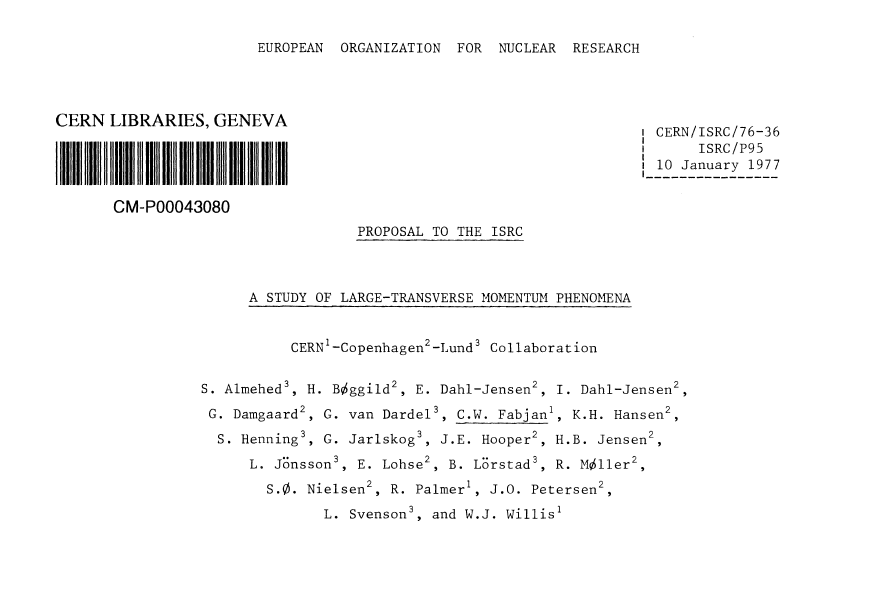 EUROPEAN ORGANIZATION FOR NUCLEAR RESEARCH
CERN LIBRARIES, GENEVA
CM-P00043080
CERN/ISRC/76-36
ISRC/P95
10 January 1977
PROPOSAL TO THE ISRC
A STUDY OF LARGE-TRANSVERSE MOMENTUM PHENOMENA
CERN¹-Copenhagen²-Lund³ Collaboration
S. Almehed³, H. Bøggild², E. Dahl-Jensen², I. Dahl-Jensen²,
G. Damgaard², G. van Dardel³, C.W. Fabjan¹, K.H. Hansen²,
S. Henning³, G. Jarlskog³, J.E. Hooper², H.B. Jensen²,
L. Jönsson³, E. Lohse², B. Lörstad³, R. Møller²,
S.Ø. Nielsen², R. Palmer¹, J.O. Petersen²,
L. Svenson³, and W.J. Willis¹